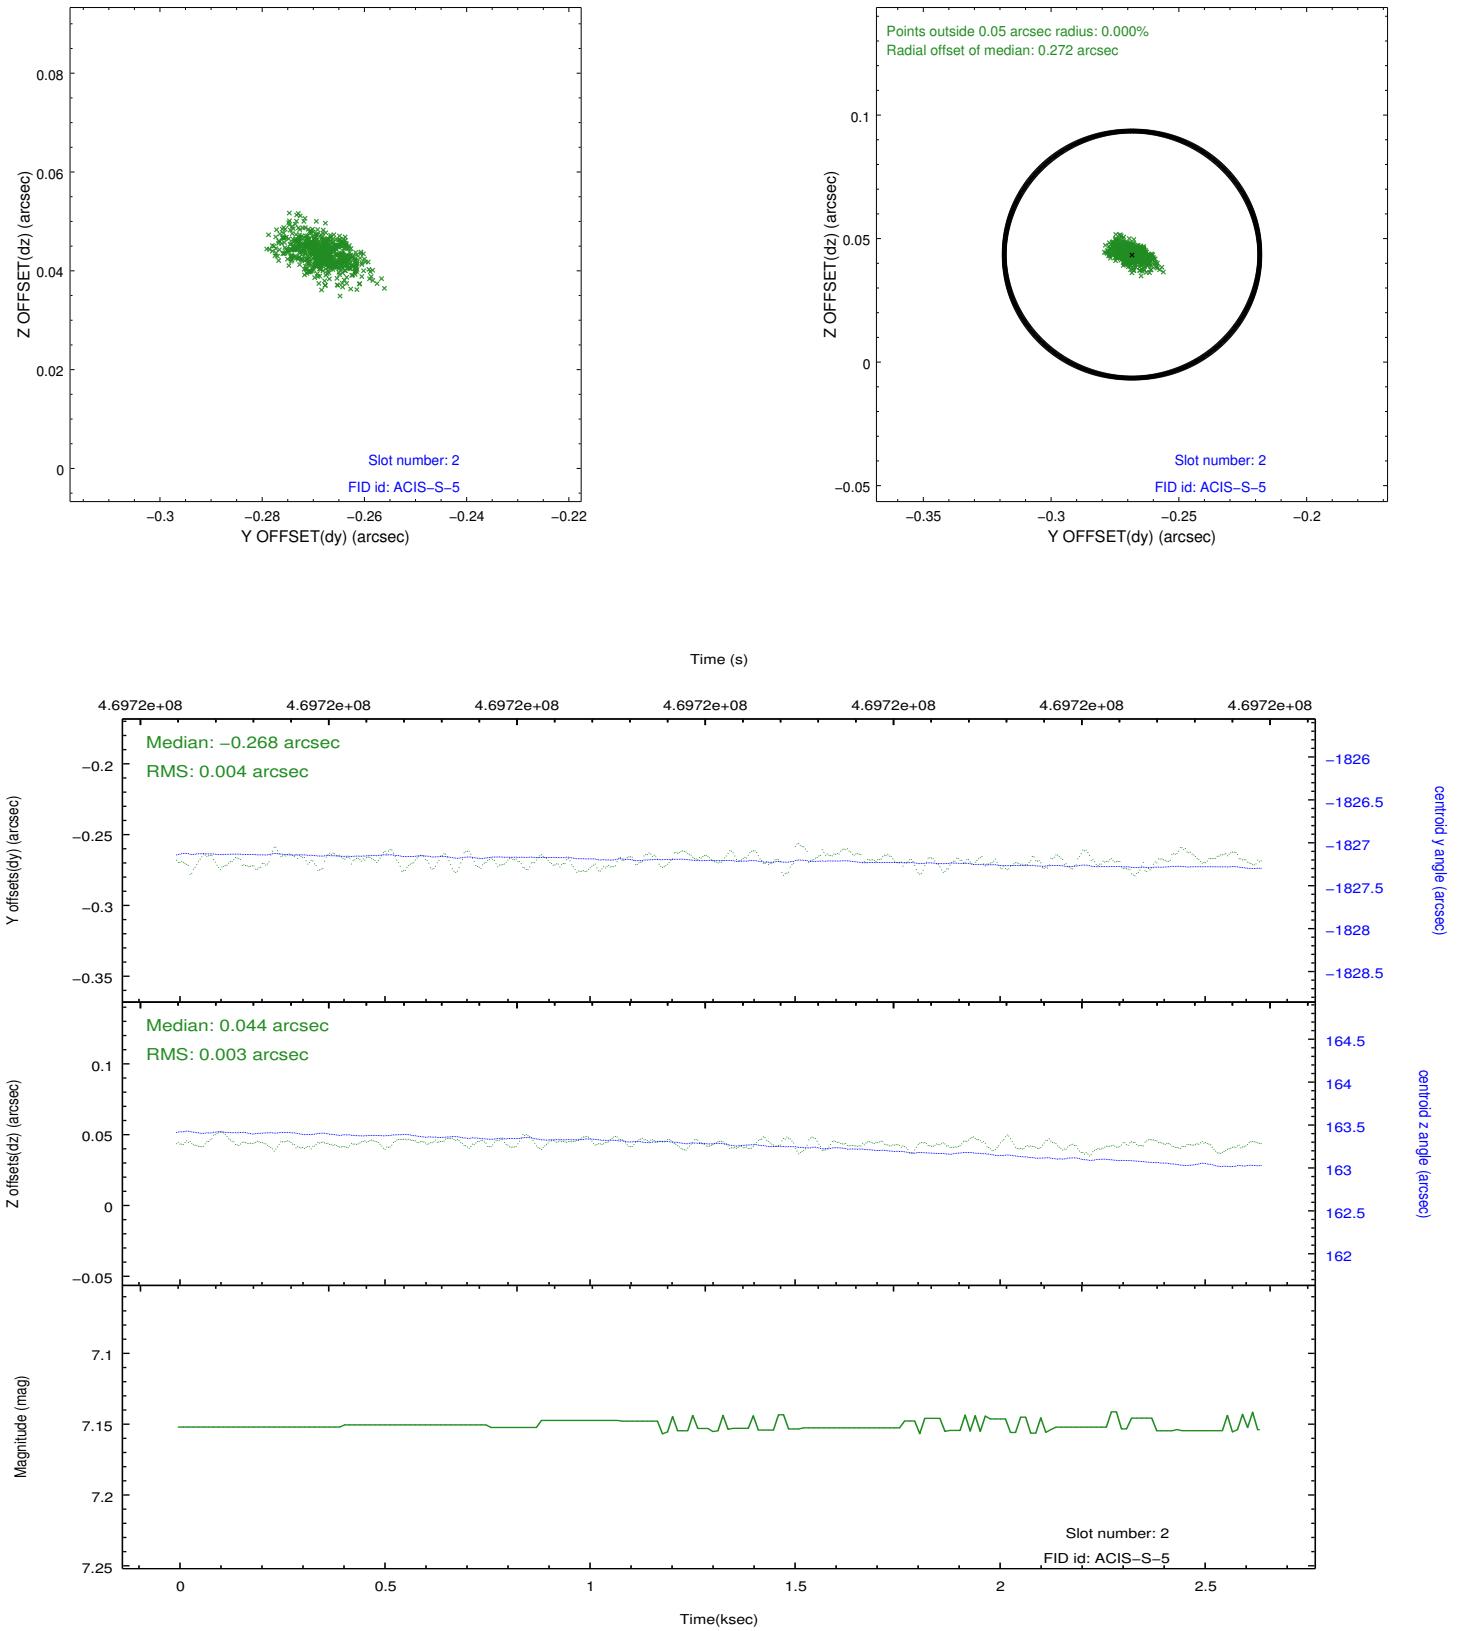 0.08
0.06
0.04
0.02
0
Z OFFSET(dz) (arcsec)
−0.3
−0.28
−0.26
−0.24
−0.22
Y OFFSET(dy) (arcsec)
Slot number: 2
FID id: ACIS−S−5
Points outside 0.05 arcsec radius: 0.000%
Radial offset of median: 0.272 arcsec
0.1
0.05
0
−0.05
Z OFFSET(dz) (arcsec)
−0.35
−0.3
−0.25
−0.2
Y OFFSET(dy) (arcsec)
Slot number: 2
FID id: ACIS−S−5
Time (s)
4.6972e+08 4.6972e+08 4.6972e+08 4.6972e+08 4.6972e+08 4.6972e+08 4.6972e+08
Median: −0.268 arcsec
RMS: 0.004 arcsec
−0.2
−0.25
−0.3
−0.35
Y offsets(dy) (arcsec)
−1826
−1826.5
−1827
−1827.5
−1828
−1828.5
centroid y angle (arcsec)
Median: 0.044 arcsec
RMS: 0.003 arcsec
0.1
0.05
0
−0.05
Z offsets(dz) (arcsec)
164.5
164
163.5
163
162.5
162
centroid z angle (arcsec)
7.1
7.15
7.2
7.25
Magnitude (mag)
Slot number: 2
FID id: ACIS−S−5
0 0.5 1 1.5 2 2.5
Time(ksec)